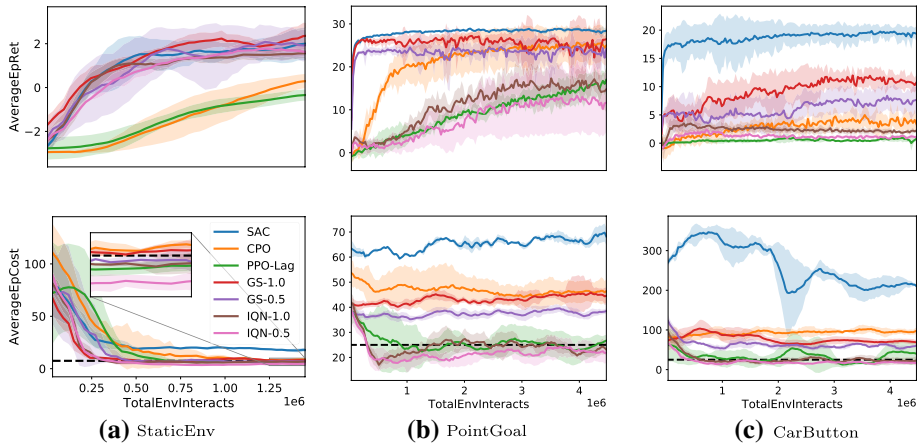 AverageEpRet
2
0
−2
30
20
10
0
20
15
10
5
0
AverageEpCost
100
50
0
SAC
CPO
PPO-Lag
GS-1.0
GS-0.5
IQN-1.0
IQN-0.5
0.25 0.50 0.75 1.00 1.25
TotalEnvInteracts 1e6
70
60
50
40
30
20
1 2 3 4
TotalEnvInteracts 1e6
300
200
100
0
1 2 3 4
TotalEnvInteracts 1e6
(a) StaticEnv
(b) PointGoal
(c) CarButton